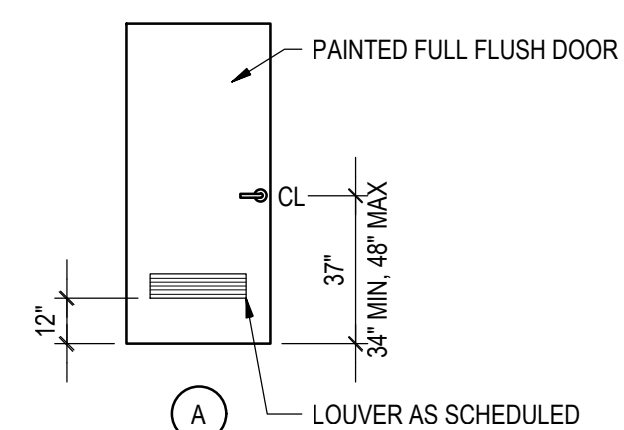 PAINTED FULL FLUSH DOOR
CL
37"
34" MIN, 48" MAX
12"
A
LOUVER AS SCHEDULED